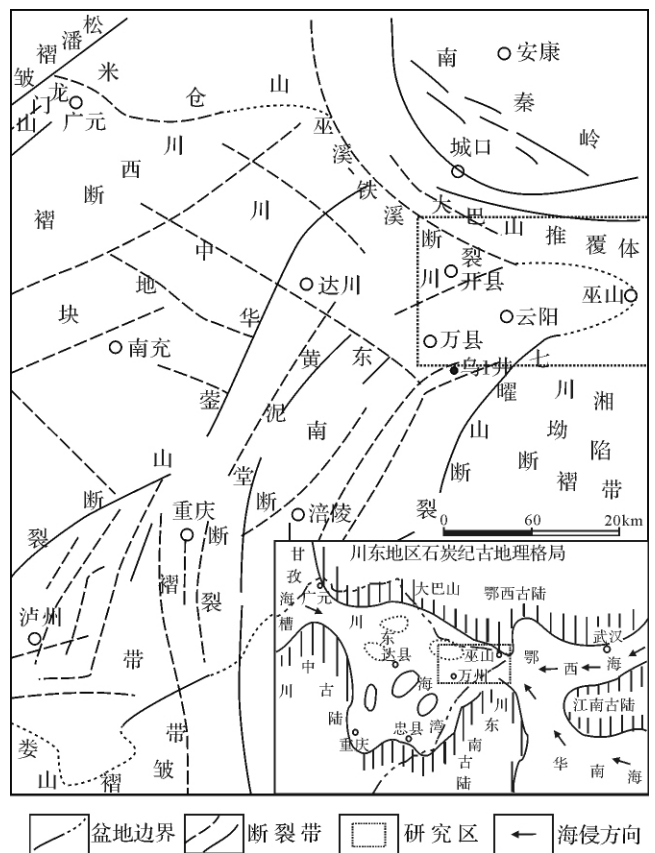 松潘褶皱
龙门山
广元
米仓山
南秦岭
安康
城口
巫溪铁溪断裂
大巴山推覆体
川西断褶
川中地块
川东南断褶带
达川
开县
云阳
巫山
万县
乌1井
南充
华蓥山断裂
黄泥堂断裂
七曜山断裂
川湘坳陷断褶带
重庆
涪陵
泸州
娄山褶皱带
0 60 20km
川东地区石炭纪古地理格局
甘孜海槽
广元
大巴山
鄂西古陆
武汉
川东海湾
达县
巫山
万州
鄂西海
江南古陆
川中古陆
重庆
忠县
川东南古陆
华南海
盆地边界
断裂带
研究区
海侵方向